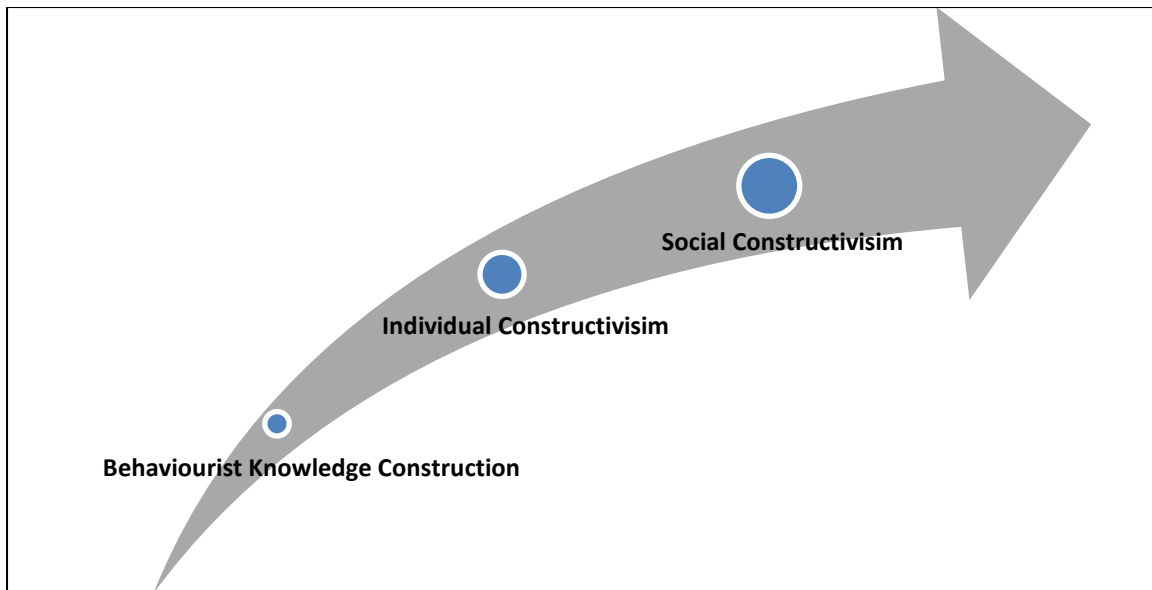 Social Constructivisim
Individual Constructivisim
Behaviourist Knowledge Construction